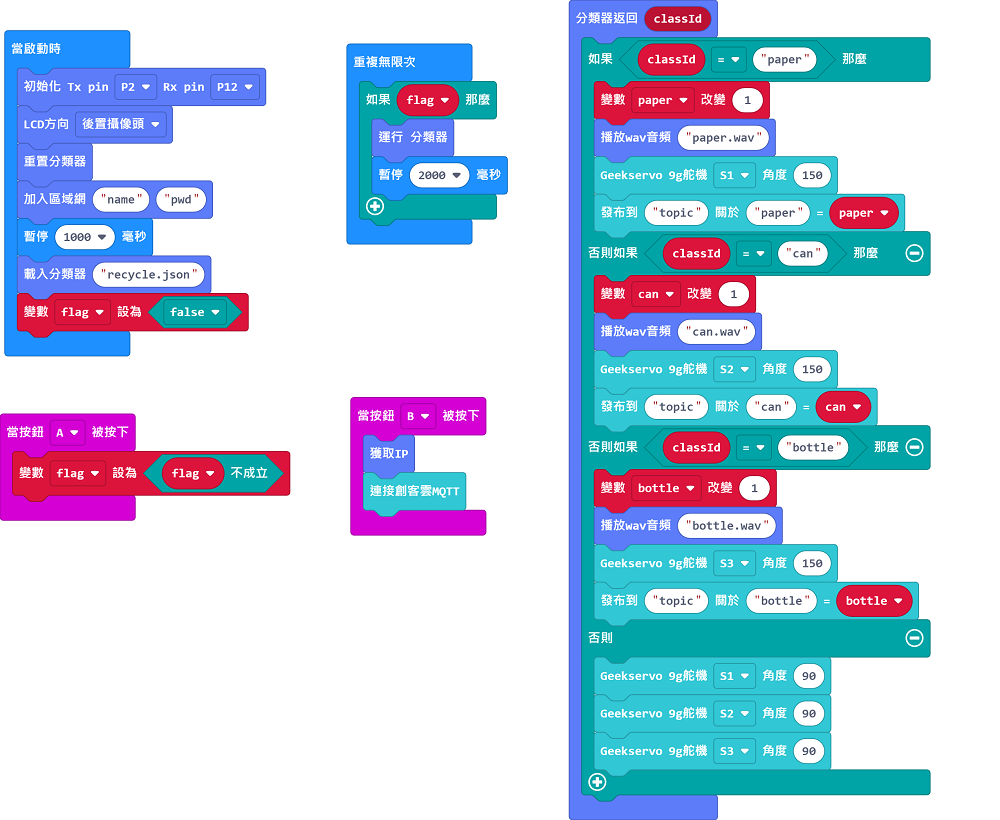 當啟動時
初始化 Tx pin P2 Rx pin P12
LCD方向 後置攝像頭
重置分類器
加入區域網 "name" "pwd"
暫停 1000 毫秒
載入分類器 "recycle.json"
變數 flag 設為 false
當按鈕 A 被按下
變數 flag 設為 flag 不成立
重複無限次
如果 flag 那麼
運行 分類器
暫停 2000 毫秒
當按鈕 B 被按下
獲取IP
連接創客雲MQTT
分類器返回 classId
如果 classId = "paper" 那麼
變數 paper 改變 1
播放wav音頻 "paper.wav"
Geekservo 9g舵機 S1 角度 150
發布到 "topic" 關於 "paper" = paper
否則如果 classId = "can" 那麼
變數 can 改變 1
播放wav音頻 "can.wav"
Geekservo 9g舵機 S2 角度 150
發布到 "topic" 關於 "can" = can
否則如果 classId = "bottle" 那麼
變數 bottle 改變 1
播放wav音頻 "bottle.wav"
Geekservo 9g舵機 S3 角度 150
發布到 "topic" 關於 "bottle" = bottle
否則
Geekservo 9g舵機 S1 角度 90
Geekservo 9g舵機 S2 角度 90
Geekservo 9g舵機 S3 角度 90